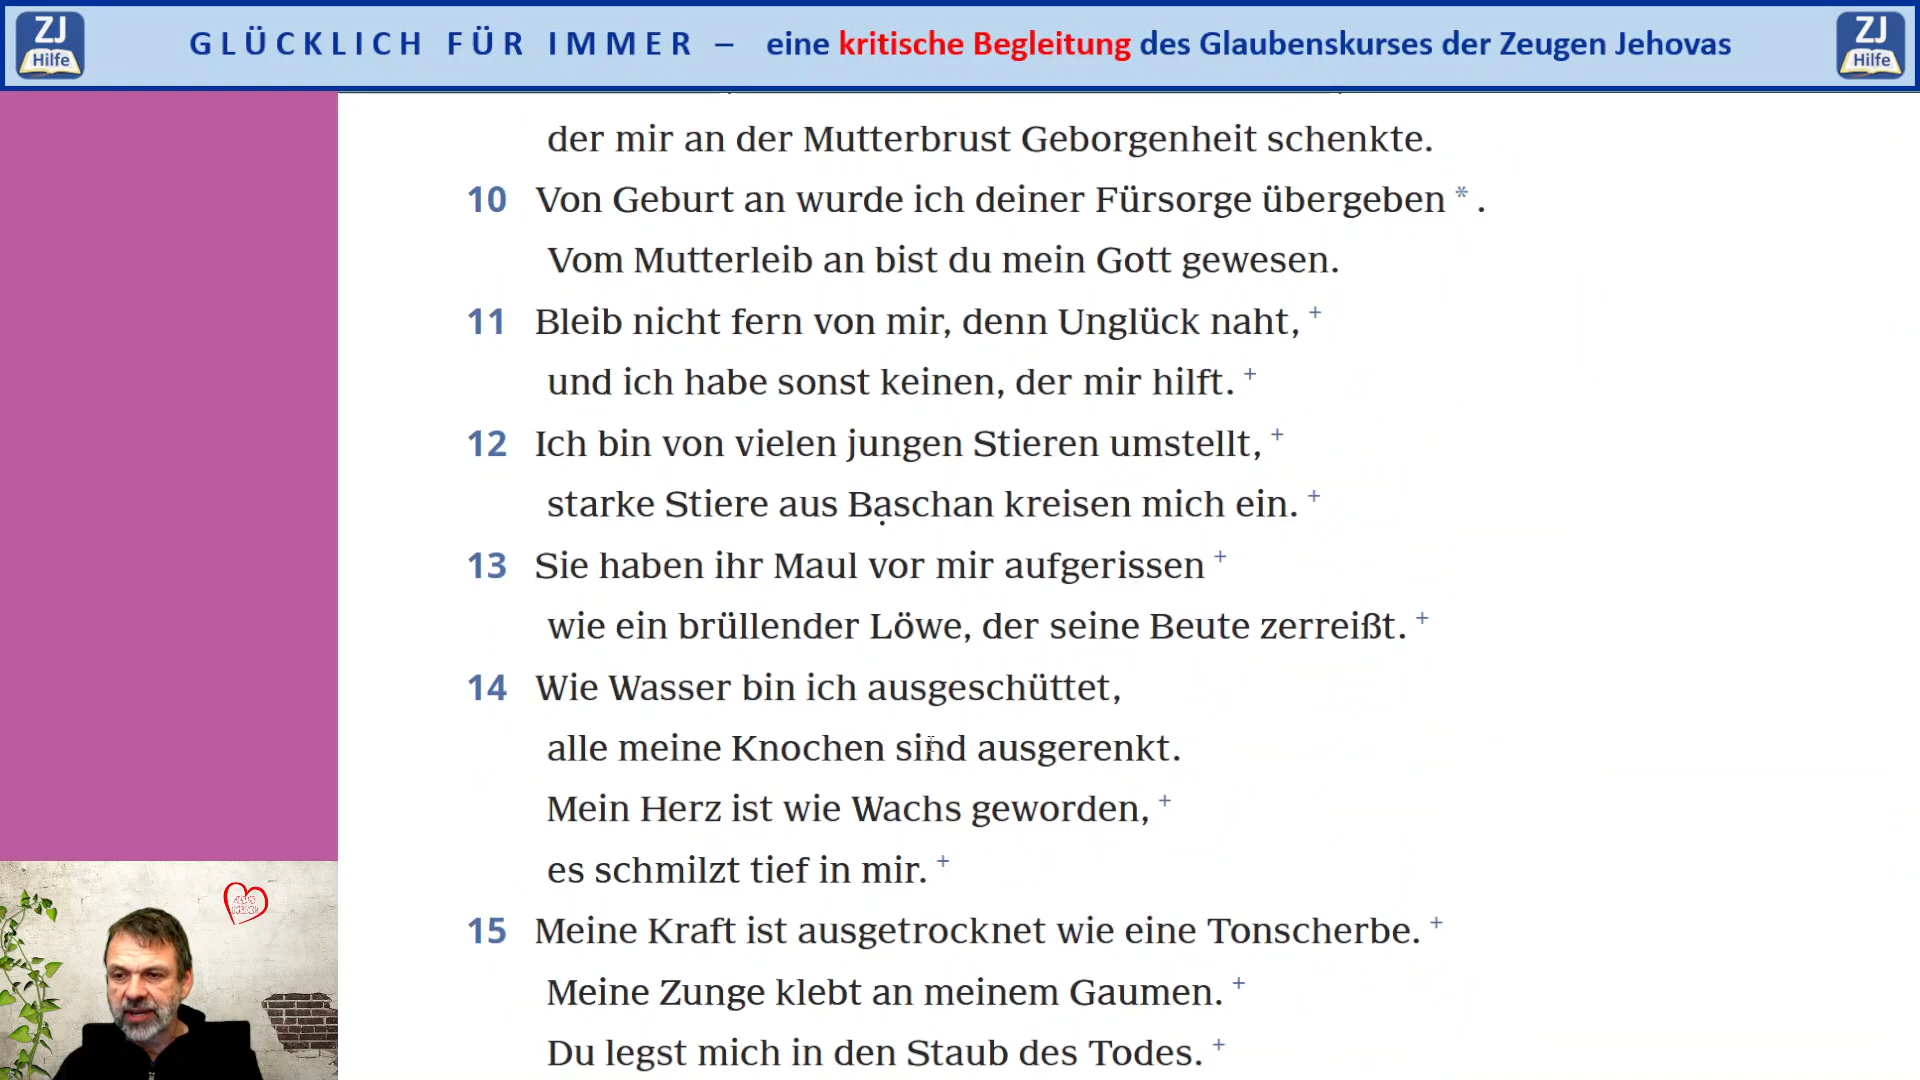 ZJ
Hilfe
GLÜCKLICH FÜR IMMER – eine kritische Begleitung des Glaubenskurses der Zeugen Jehovas
ZJ
Hilfe
der mir an der Mutterbrust Geborgenheit schenkte.
10 Von Geburt an wurde ich deiner Fürsorge übergeben * .
Vom Mutterleib an bist du mein Gott gewesen.
11 Bleib nicht fern von mir, denn Unglück naht, +
und ich habe sonst keinen, der mir hilft. +
12 Ich bin von vielen jungen Stieren umstellt, +
starke Stiere aus Bạschan kreisen mich ein. +
13 Sie haben ihr Maul vor mir aufgerissen +
wie ein brüllender Löwe, der seine Beute zerreißt. +
14 Wie Wasser bin ich ausgeschüttet,
alle meine Knochen sind ausgerenkt.
Mein Herz ist wie Wachs geworden, +
es schmilzt tief in mir. +
15 Meine Kraft ist ausgetrocknet wie eine Tonscherbe. +
Meine Zunge klebt an meinem Gaumen. +
Du legst mich in den Staub des Todes. +